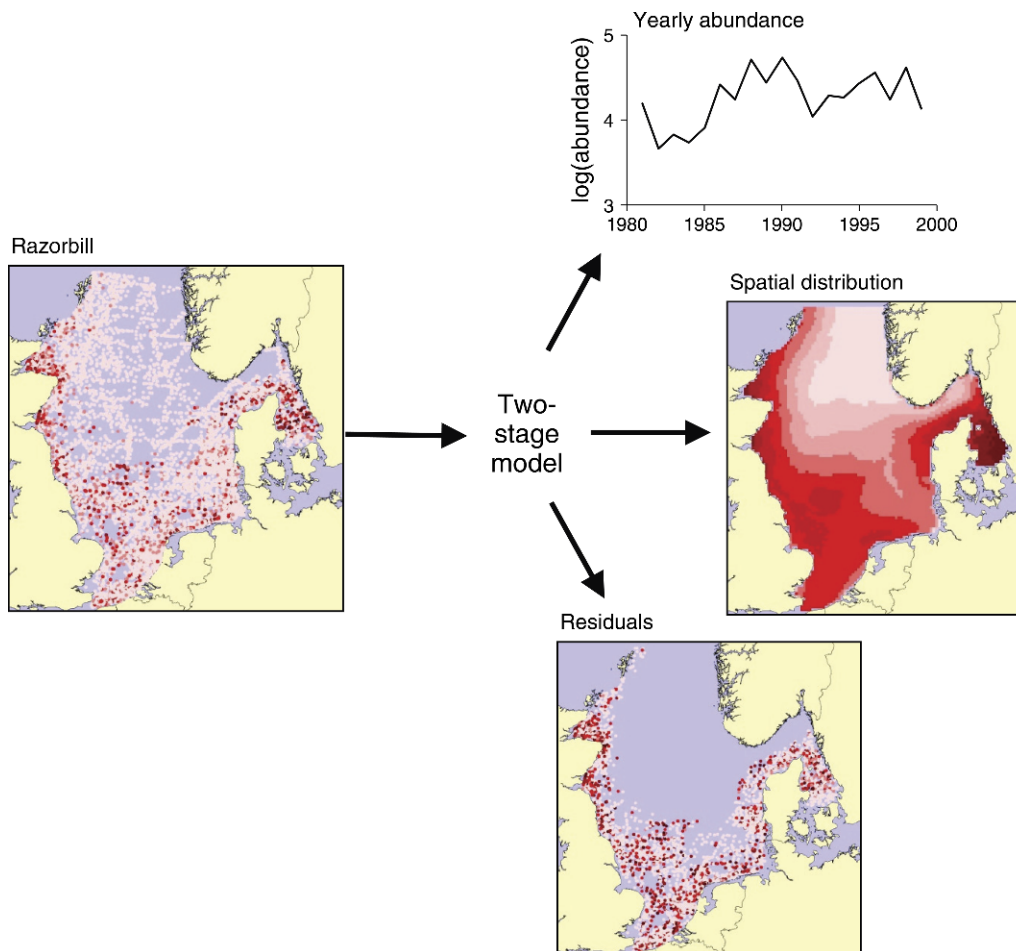 Yearly abundance
5
4
3
log(abundance)
1980 1985 1990 1995 2000
Razorbill
Spatial distribution
Two-
stage
model
Residuals